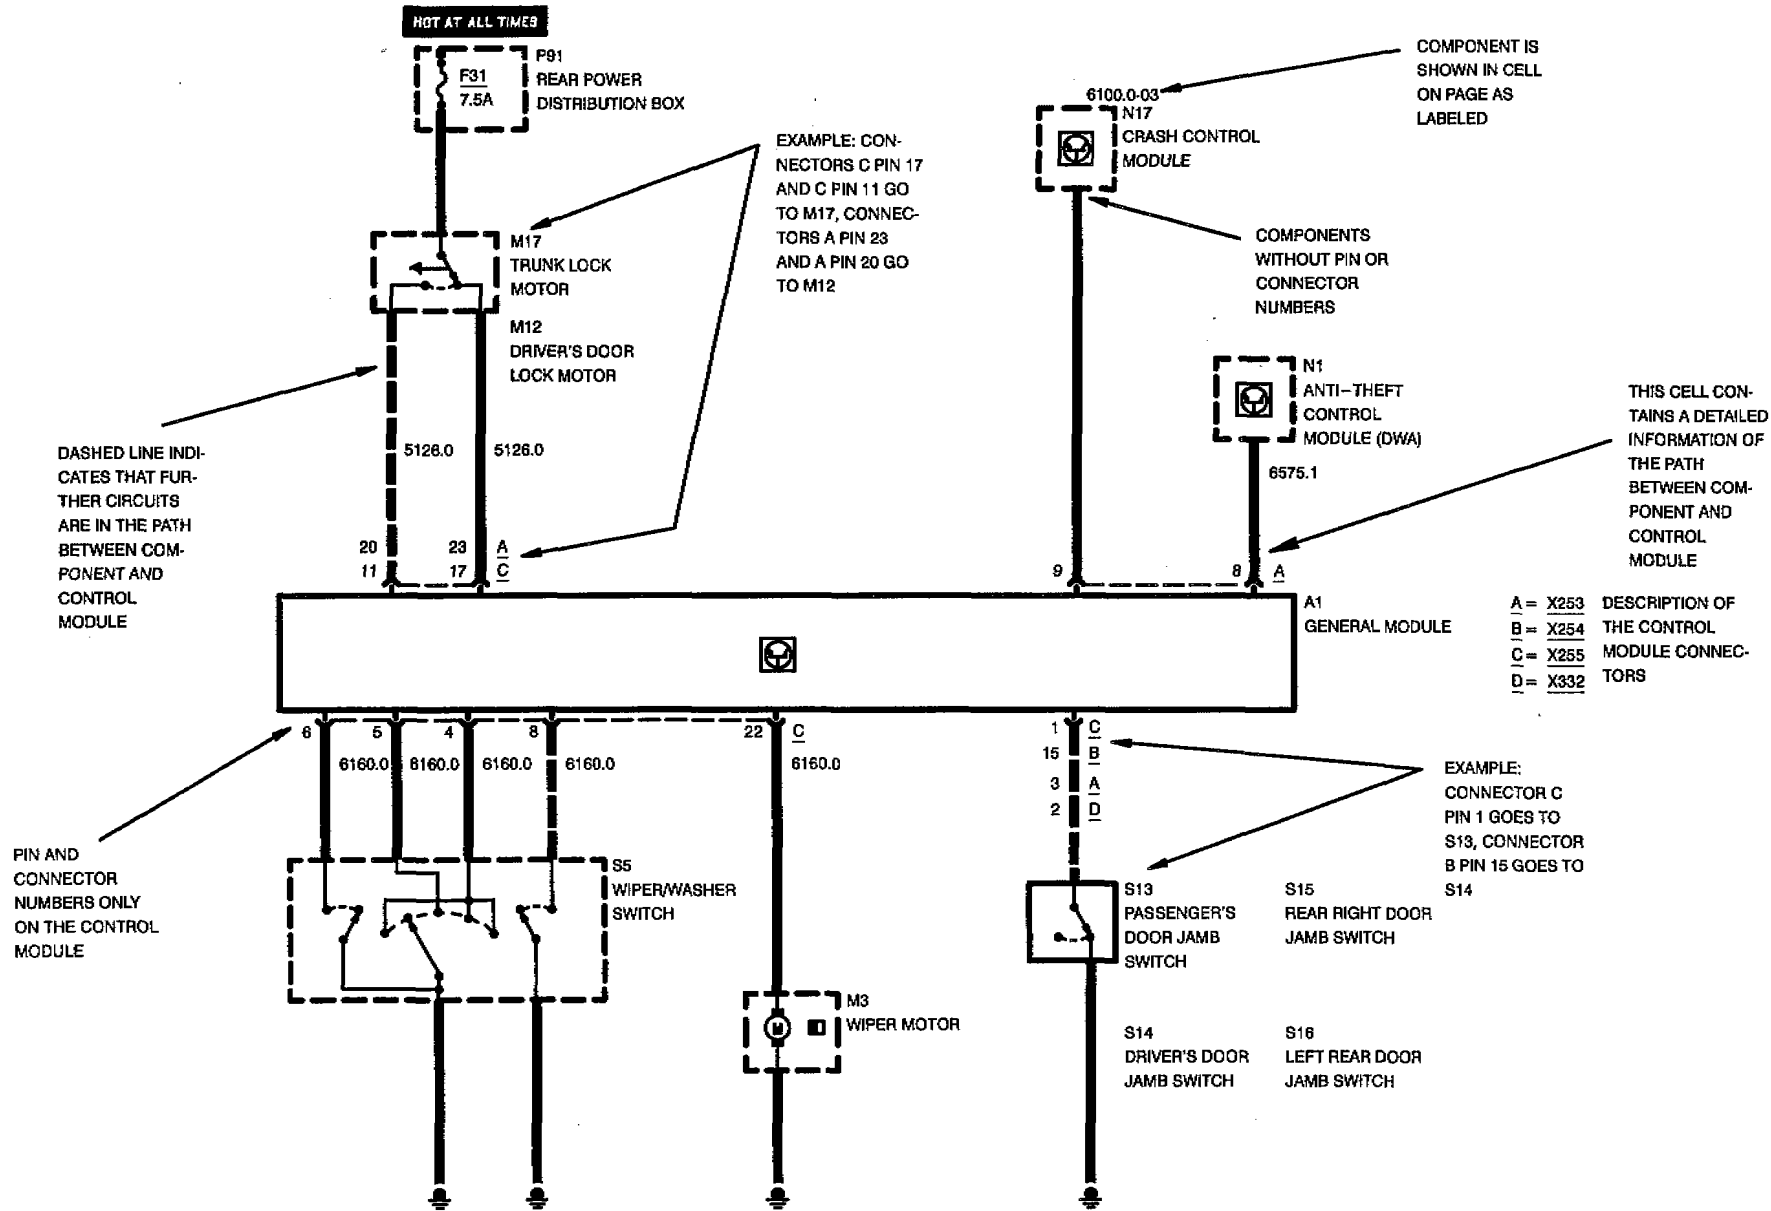 HOT AT ALL TIMES
P91
F31
REAR POWER
7.5A
DISTRIBUTION BOX
COMPONENT IS
SHOWN IN CELL
ON PAGE AS
LABELED
6100.0-03
N17
CRASH CONTROL
MODULE
EXAMPLE: CON-
NECTORS C PIN 17
AND C PIN 11 GO
TO M17, CONNEC-
TORS A PIN 23
AND A PIN 20 GO
TO M12
M17
TRUNK LOCK
MOTOR
COMPONENTS
WITHOUT PIN OR
CONNECTOR
NUMBERS
M12
DRIVER'S DOOR
LOCK MOTOR
N1
ANTI-THEFT
CONTROL
MODULE (DWA)
THIS CELL CON-
TAINS A DETAILED
INFORMATION OF
THE PATH
BETWEEN COM-
PONENT AND
CONTROL
MODULE
DASHED LINE INDI-
CATES THAT FUR-
THER CIRCUITS
ARE IN THE PATH
BETWEEN COM-
PONENT AND
CONTROL
MODULE
5126.0 5126.0
6575.1
20 23 A
11 17 C
9 8 A
A1
GENERAL MODULE
A = X253
B = X254
C = X255
D = X332
DESCRIPTION OF
THE CONTROL
MODULE CONNEC-
TORS
6 5 4 8 22 C
6160.0 6160.0 6160.0 6160.0 6160.0
1 C
15 B
3 A
2 D
EXAMPLE:
CONNECTOR C
PIN 1 GOES TO
S13, CONNECTOR
B PIN 15 GOES TO
S14
PIN AND
CONNECTOR
NUMBERS ONLY
ON THE CONTROL
MODULE
S5
WIPER/WASHER
SWITCH
S13
PASSENGER'S
DOOR JAMB
SWITCH
S15
REAR RIGHT DOOR
JAMB SWITCH
M
M3
WIPER MOTOR
S14
DRIVER'S DOOR
JAMB SWITCH
S16
LEFT REAR DOOR
JAMB SWITCH